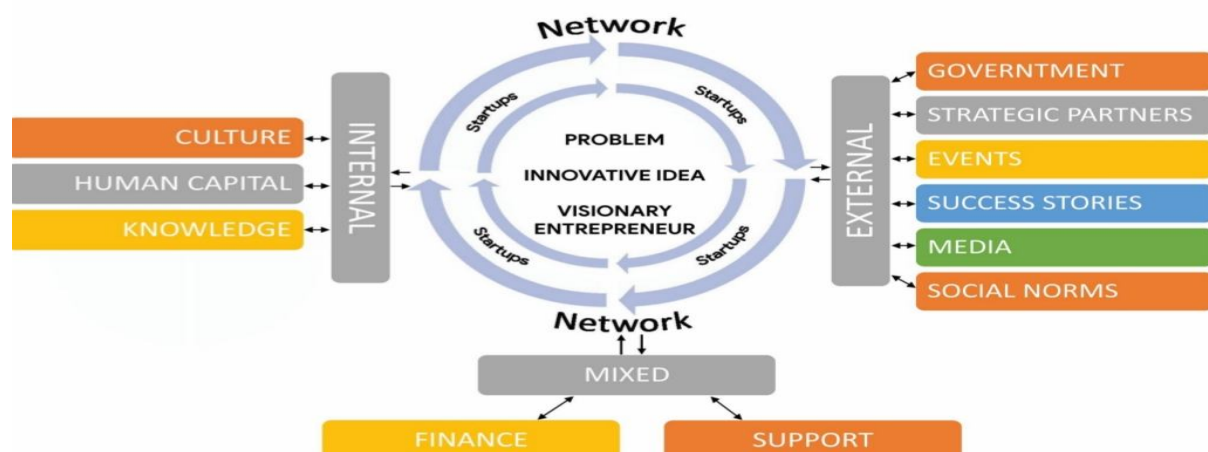 Network
Startups
Startups
PROBLEM
INNOVATIVE IDEA
VISIONARY
ENTREPRENEUR
Startups
Startups
Network
INTERNAL
CULTURE
HUMAN CAPITAL
KNOWLEDGE
EXTERNAL
GOVERNTMENT
STRATEGIC PARTNERS
EVENTS
SUCCESS STORIES
MEDIA
SOCIAL NORMS
MIXED
FINANCE
SUPPORT